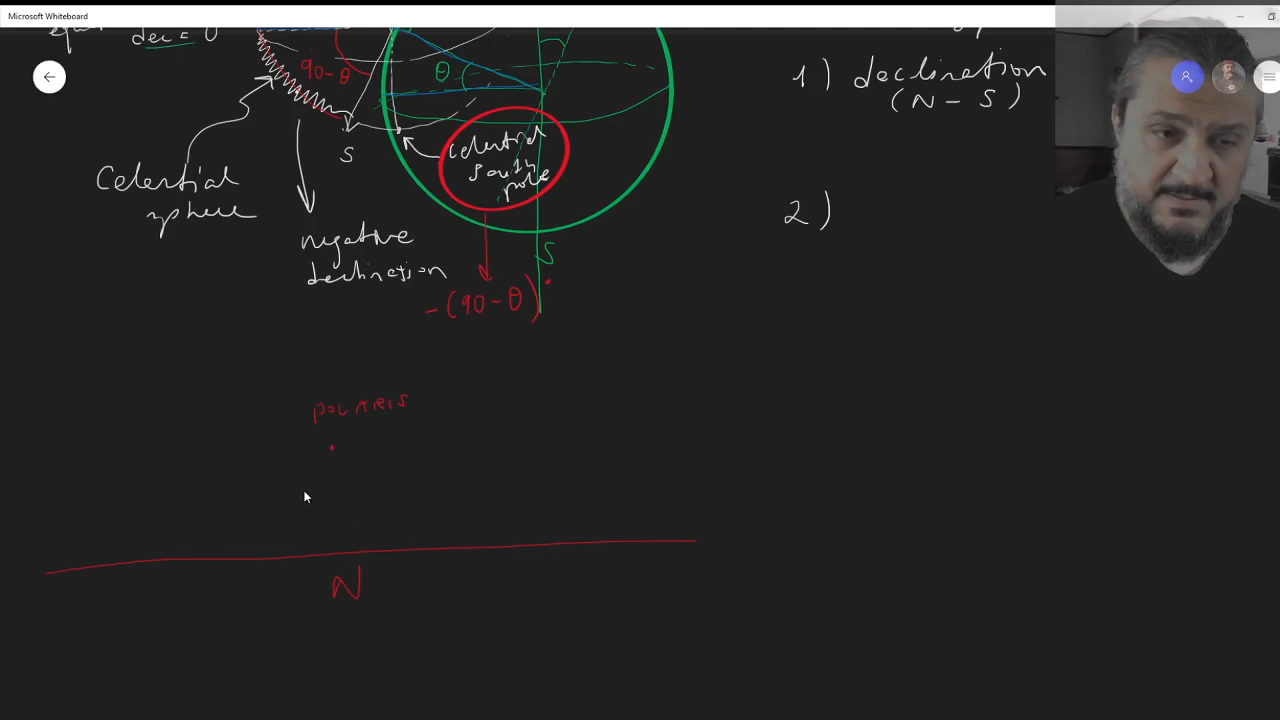 Microsoft Whiteboard
dec = 0
90 - θ
θ
1) declination
(N - S)
S
celestial
south
pole
Celestial
sphere
2)
negative
declination
S
- (90 - θ)
POLARIS
N